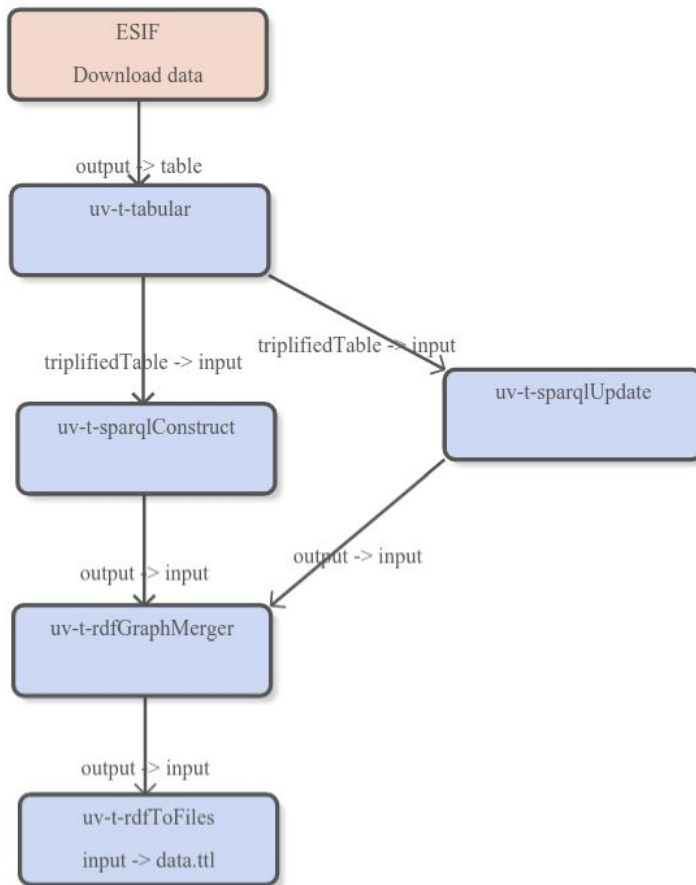 ESIF
Download data
output -> table
uv-t-tabular
triplifiedTable -> input
triplifiedTable -> input
uv-t-sparqlUpdate
uv-t-sparqlConstruct
output -> input
output -> input
uv-t-rdfGraphMerger
output -> input
uv-t-rdfToFiles
input -> data.ttl